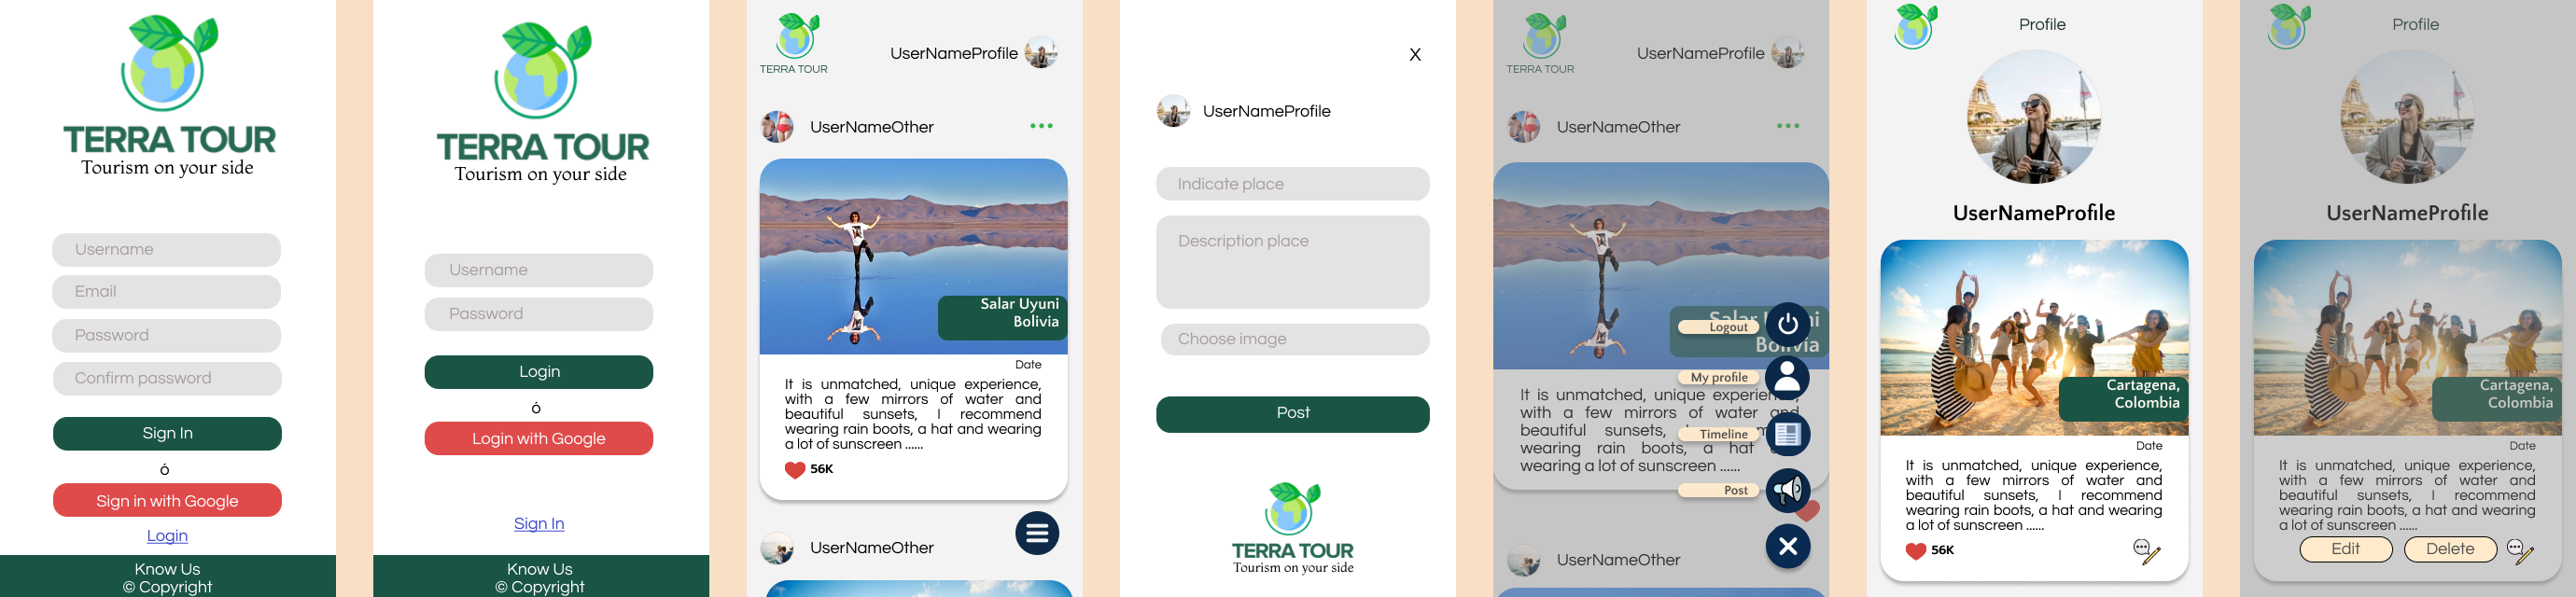 TERRA TOUR
Tourism on your side
Username
Email
Password
Confirm password
Sign In
ó
Sign in with Google
Login
Know Us
© Copyright
TERRA TOUR
Tourism on your side
Username
Password
Login
ó
Login with Google
Sign In
Know Us
© Copyright
TERRA TOUR
UserNameProfile
UserNameOther
Salar Uyuni
Bolivia
Date
It is unmatched, unique experience,
with a few mirrors of water and
beautiful sunsets, I recommend
wearing rain boots, a hat and wearing
a lot of sunscreen ......
56K
UserNameOther
X
UserNameProfile
Indicate place
Description place
Choose image
Post
TERRA TOUR
Tourism on your side
TERRA TOUR
UserNameProfile
UserNameOther
Salar Uyuni
Bolivia
Logout
My profile
Timeline
Post
It is unmatched, unique experience,
with a few mirrors of water and
beautiful sunsets,
wearing rain boots, a hat
wearing a lot of sunscreen ......
UserNameOther
Profile
UserNameProfile
Cartagena,
Colombia
Date
It is unmatched, unique experience,
with a few mirrors of water and
beautiful sunsets, I recommend
wearing rain boots, a hat and wearing
a lot of sunscreen ......
56K
Profile
UserNameProfile
Cartagena,
Colombia
Date
It is unmatched, unique experience,
with a few mirrors of water and
beautiful sunsets, I recommend
wearing rain boots, a hat and wearing
a lot of sunscreen ......
Edit
Delete